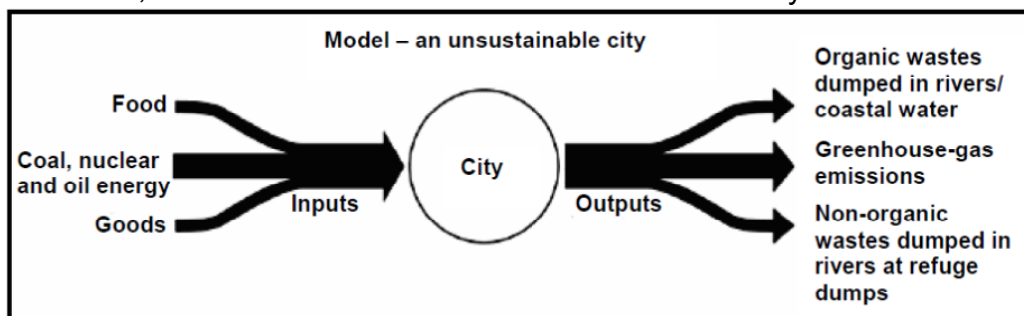 Model – an unsustainable city
Food
Coal, nuclear
and oil energy
Goods
Inputs
City
Outputs
Organic wastes
dumped in rivers/
coastal water
Greenhouse-gas
emissions
Non-organic
wastes dumped in
rivers at refuge
dumps